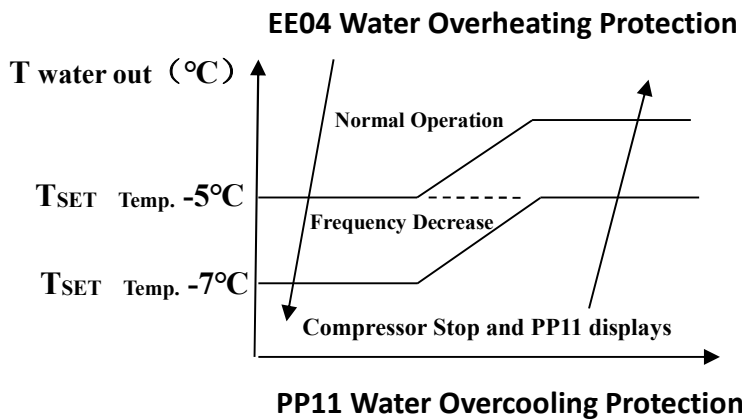 EE04 Water Overheating Protection
T water out（℃）
Normal Operation
TSET Temp. -5℃
Frequency Decrease
TSET Temp. -7℃
Compressor Stop and PP11 displays
PP11 Water Overcooling Protection